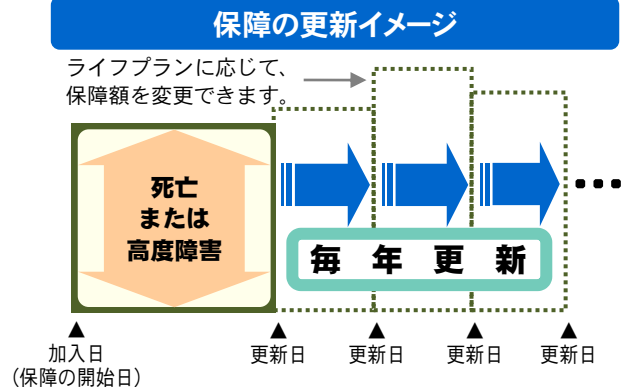 保障の更新イメージ
ライフプランに応じて、
保障額を変更できます。
死亡
または
高度障害
毎年更新
▲ ▲ ▲ ▲ ▲
加入日 更新日 更新日 更新日 更新日
(保障の開始日)